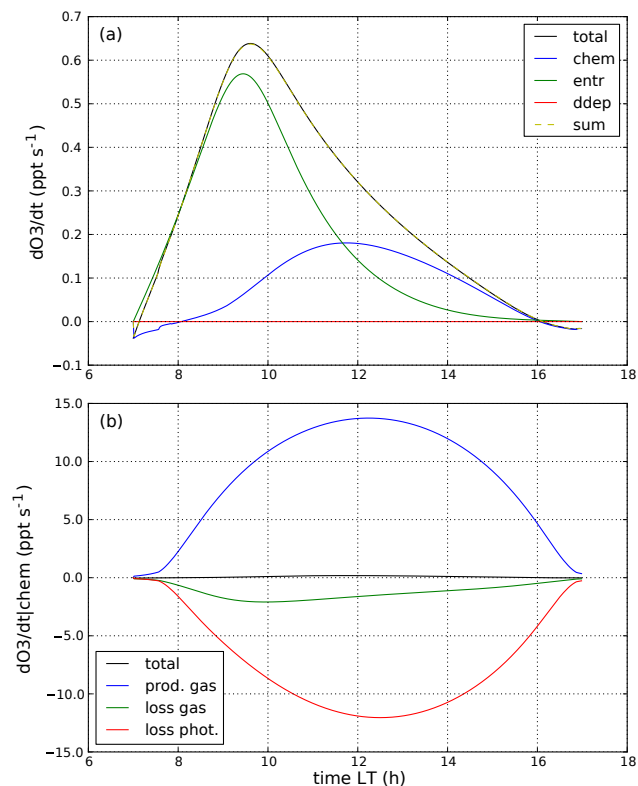 (a)
total
chem
entr
ddep
sum
dO3/dt (ppt s⁻¹)
0.7
0.6
0.5
0.4
0.3
0.2
0.1
0.0
−0.1
6 8 10 12 14 16 18
(b)
dO3/dt|chem (ppt s⁻¹)
15.0
10.0
5.0
0.0
−5.0
−10.0
−15.0
total
prod. gas
loss gas
loss phot.
6 8 10 12 14 16 18
time LT (h)